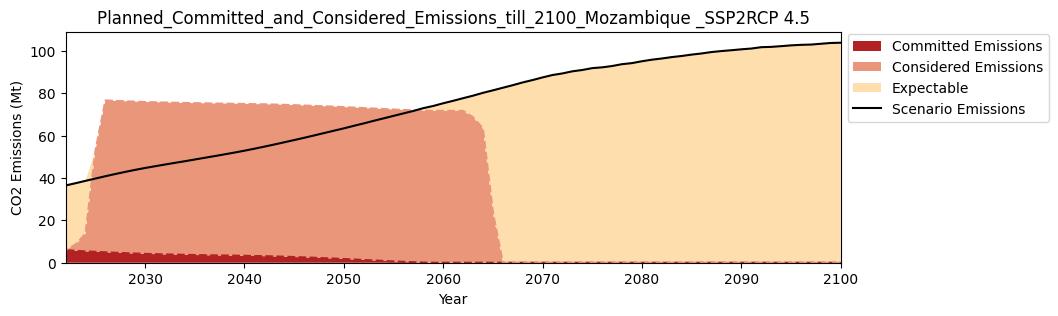 Planned_Committed_and_Considered_Emissions_till_2100_Mozambique _SSP2RCP 4.5
100
80
60
40
20
0
CO2 Emissions (Mt)
2030 2040 2050 2060 2070 2080 2090 2100
Year
Committed Emissions
Considered Emissions
Expectable
Scenario Emissions